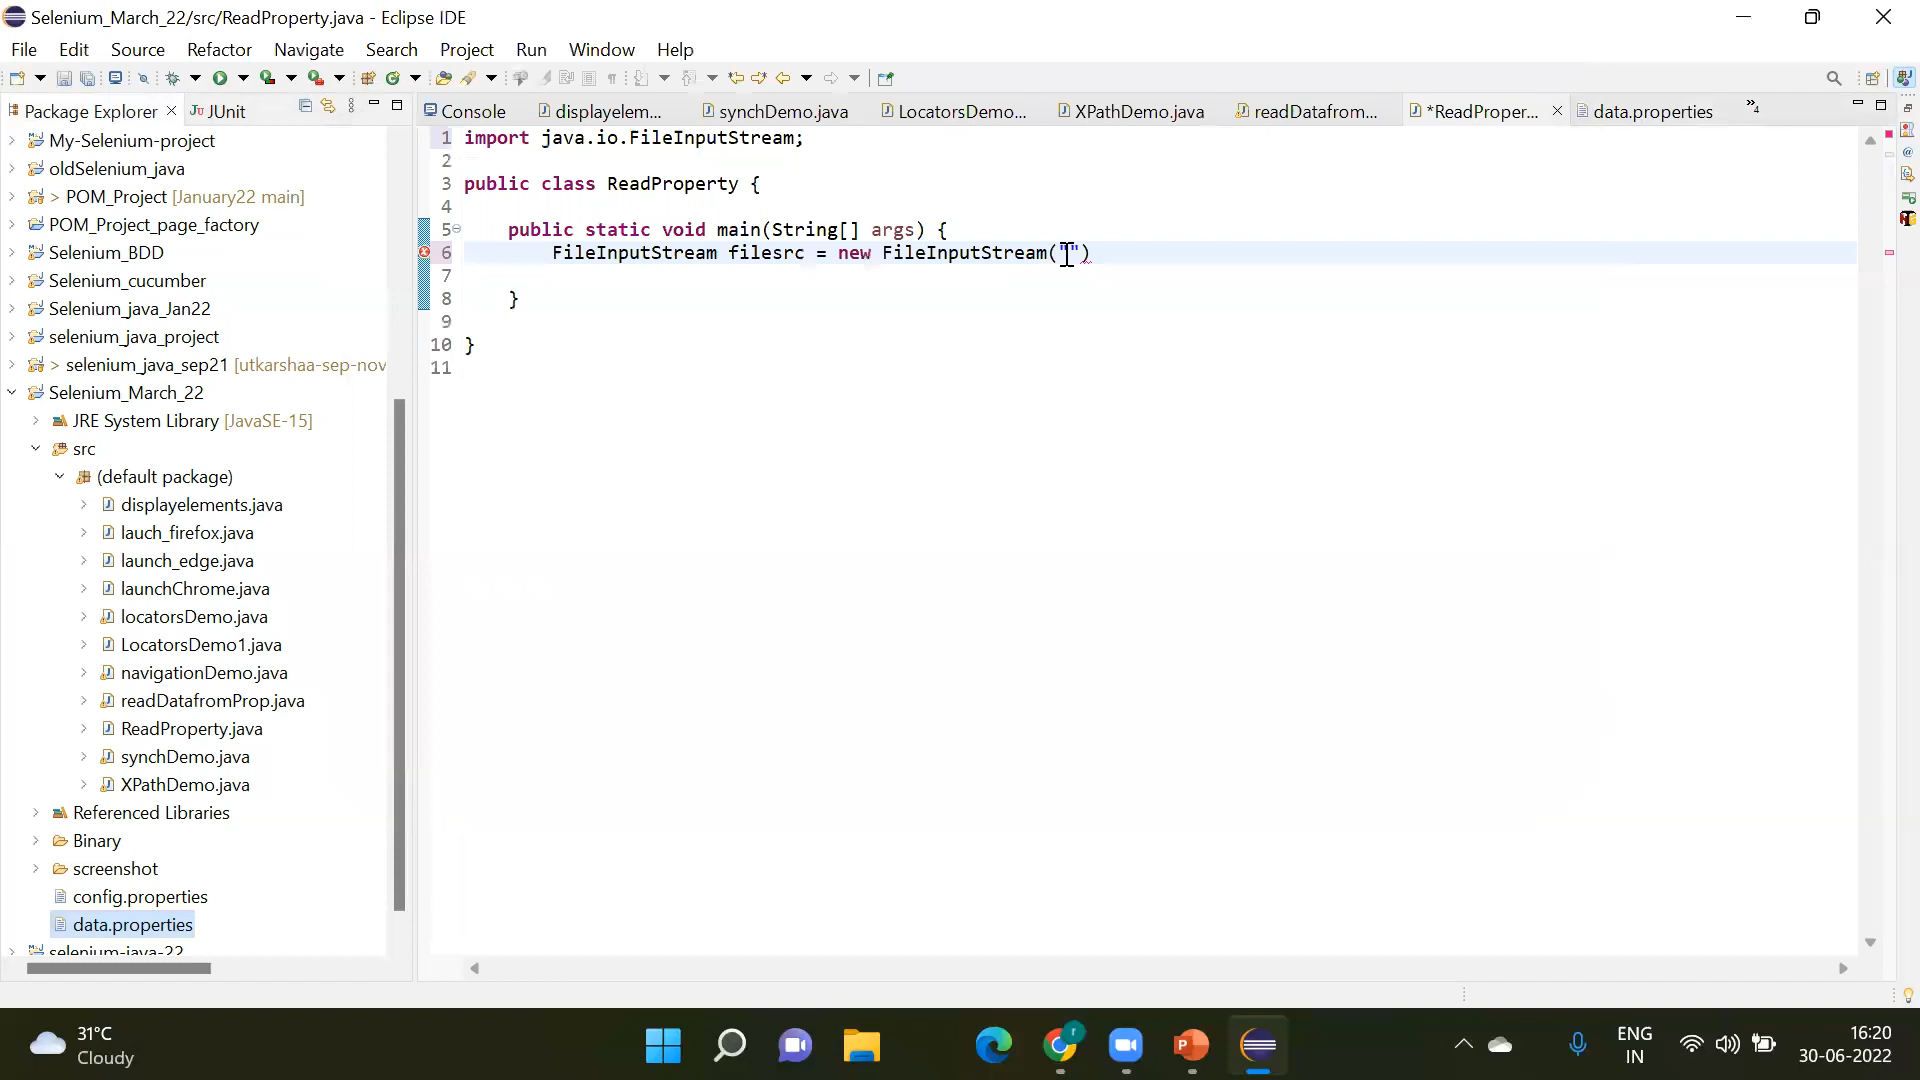 Selenium_March_22/src/ReadProperty.java - Eclipse IDE
File Edit Source Refactor Navigate Search Project Run Window Help
Package Explorer JUnit
Console displayelem... synchDemo.java LocatorsDemo... XPathDemo.java readDatafrom... *ReadProper... data.properties 4
My-Selenium-project
oldSelenium_java
> POM_Project [January22 main]
POM_Project_page_factory
Selenium_BDD
Selenium_cucumber
Selenium_java_Jan22
selenium_java_project
> selenium_java_sep21 [utkarshaa-sep-nov
Selenium_March_22
JRE System Library [JavaSE-15]
src
(default package)
displayelements.java
lauch_firefox.java
launch_edge.java
launchChrome.java
locatorsDemo.java
LocatorsDemo1.java
navigationDemo.java
readDatafromProp.java
ReadProperty.java
synchDemo.java
XPathDemo.java
Referenced Libraries
Binary
screenshot
config.properties
data.properties
selenium-java-22
1 import java.io.FileInputStream;
2
3 public class ReadProperty {
4
5 public static void main(String[] args) {
6 FileInputStream filesrc = new FileInputStream("")
7
8 }
9
10 }
11
31°C
Cloudy
ENG
IN
16:20
30-06-2022